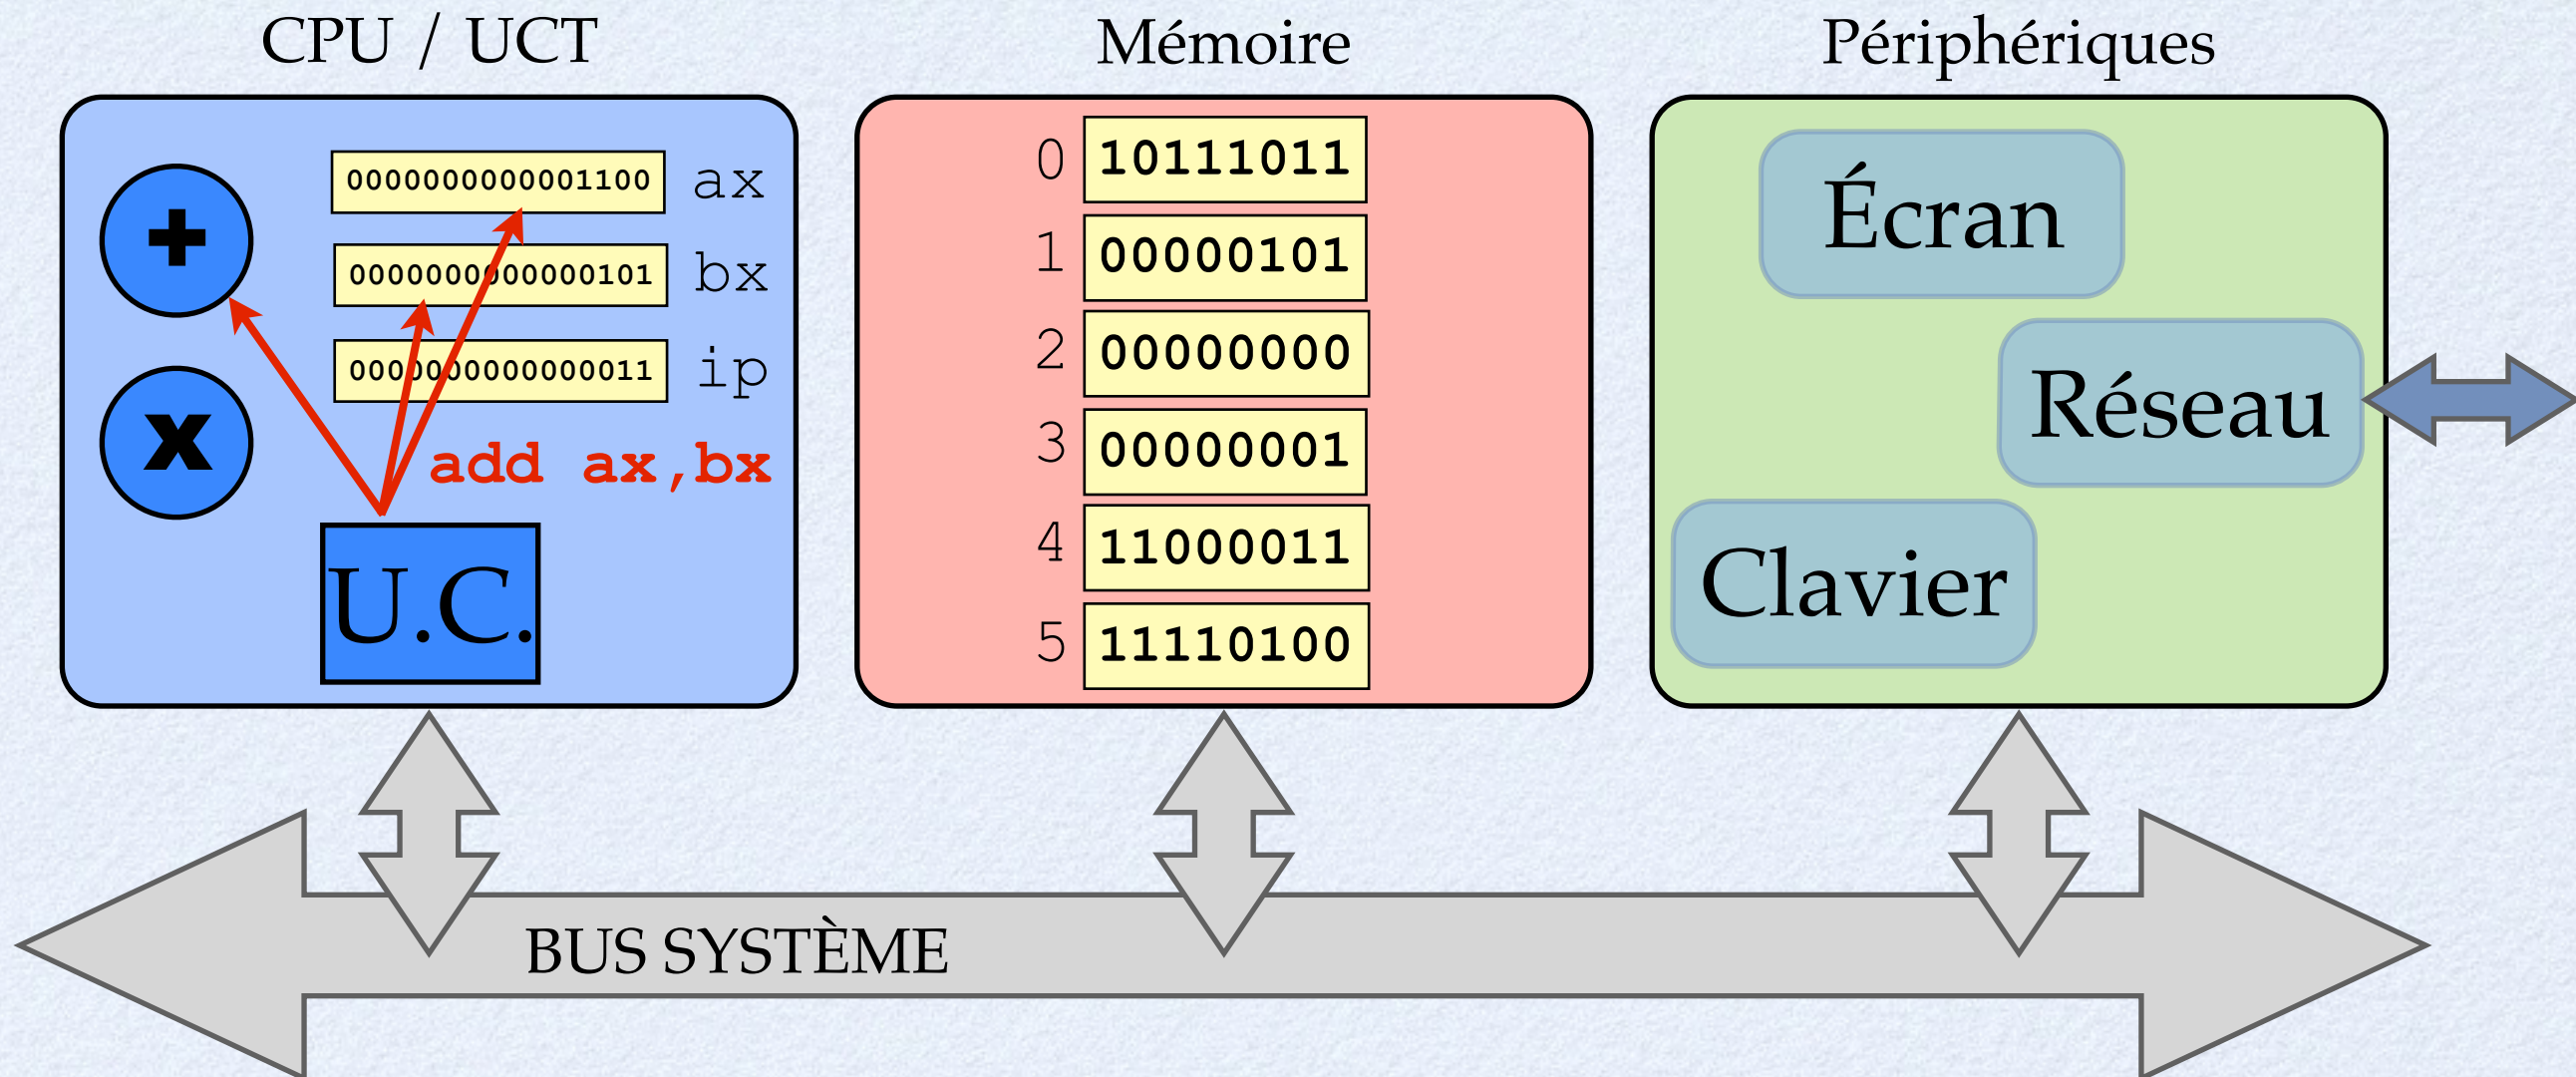 CPU / UCT
Mémoire
Périphériques
+
x
0000000000001100 ax
0000000000000101 bx
0000000000000011 ip
add ax,bx
U.C.
0 10111011
1 00000101
2 00000000
3 00000001
4 11000011
5 11110100
Écran
Réseau
Clavier
BUS SYSTÈME